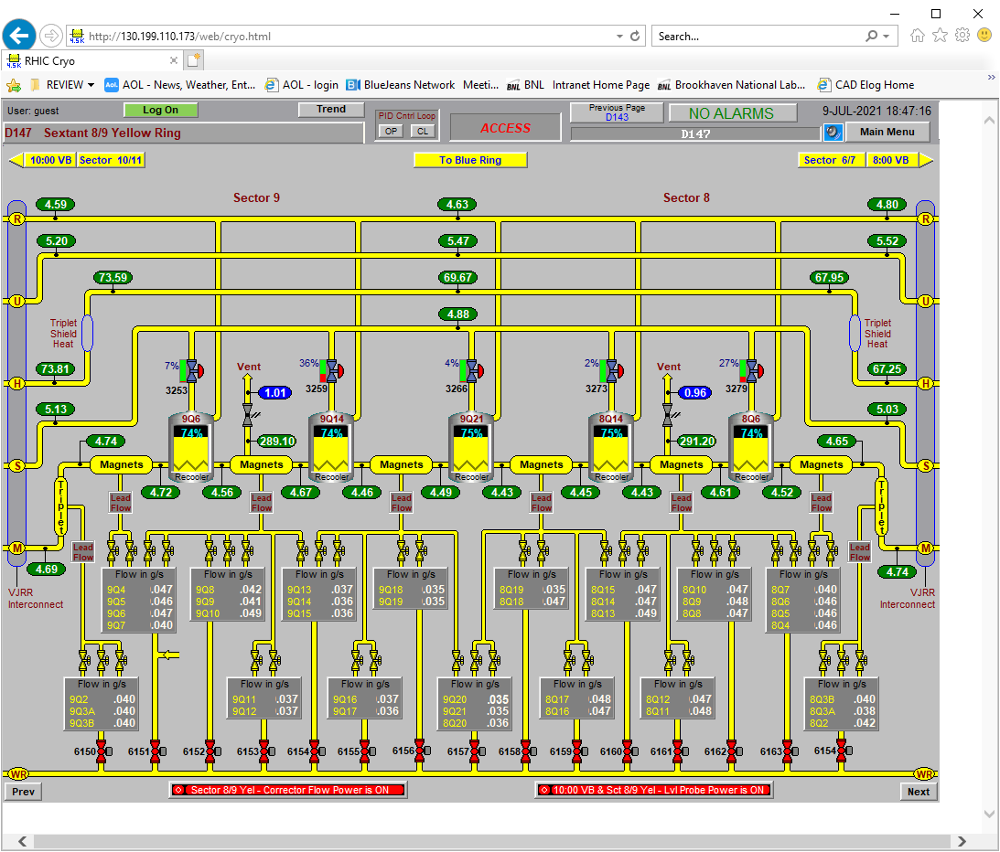 http://130.199.110.173/web/cryo.html
Search...
4.5K RHIC Cryo
REVIEW AOL - News, Weather, Ent... AOL - login BlueJeans Network Meeti... BNL Intranet Home Page Brookhaven National Lab... CAD Elog Home
User: guest Log On Trend PID Cntrl Loop OP CL ACCESS Previous Page D143 NO ALARMS 9-JUL-2021 18:47:16
D147 Sextant 8/9 Yellow Ring D147 Main Menu
10:00 VB Sector 10/11 To Blue Ring Sector 6/7 8:00 VB
Sector 9 Sector 8
4.59 4.63 4.80
R R
5.20 5.47 5.52
73.59 69.67 67.95
U U
4.88
Triplet Shield Heat Triplet Shield Heat
7% 36% 4% 2% 27%
73.81 Vent Vent 67.25
H H
3253 3259 3266 3273 3279
1.01 0.96
5.13 5.03
9Q6 9Q14 9Q21 8Q14 8Q6
74% 74% 75% 75% 74%
4.74 289.10 291.20 4.65
S Magnets Magnets Magnets Magnets Magnets Magnets S
Recooler Recooler Recooler Recooler Recooler
4.72 4.56 4.67 4.46 4.49 4.43 4.45 4.43 4.61 4.52
Triplet Triplet
Lead Flow Lead Flow Lead Flow Lead Flow Lead Flow Lead Flow
M Lead Flow Lead Flow M
4.69 4.74
VJRR Interconnect VJRR Interconnect
Flow in g/s
9Q4 .047
9Q5 .046
9Q6 .047
9Q7 .040
Flow in g/s
9Q8 .042
9Q9 .041
9Q10 .049
Flow in g/s
9Q13 .037
9Q14 .036
9Q15 .036
Flow in g/s
9Q18 .035
9Q19 .035
Flow in g/s
8Q19 .035
8Q18 .047
Flow in g/s
8Q15 .047
8Q14 .047
8Q13 .049
Flow in g/s
8Q10 .047
8Q9 .048
8Q8 .047
Flow in g/s
8Q7 .040
8Q6 .046
8Q5 .046
8Q4 .046
Flow in g/s
9Q2 .040
9Q3A .040
9Q3B .040
Flow in g/s
9Q11 .037
9Q12 .037
Flow in g/s
9Q16 .037
9Q17 .036
Flow in g/s
9Q20 .035
9Q21 .035
8Q20 .036
Flow in g/s
8Q17 .048
8Q16 .047
Flow in g/s
8Q12 .047
8Q11 .048
Flow in g/s
8Q3B .040
8Q3A .038
8Q2 .042
6150 6151 6152 6153 6154 6155 6156 6157 6158 6159 6160 6161 6162 6163 6154
WR WR
Prev Sector 8/9 Yel - Corrector Flow Power is ON 10:00 VB & Sct 8/9 Yel - Lvl Probe Power is ON Next